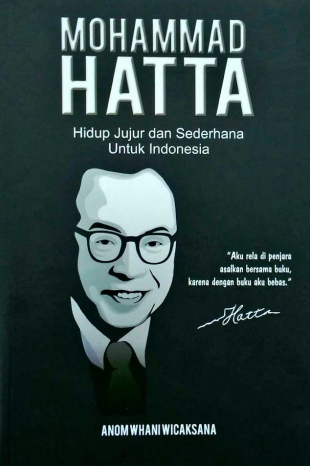 MOHAMMAD
HATTA
Hidup Jujur dan Sederhana
Untuk Indonesia
"Aku rela di penjara
asalkan bersama buku,
karena dengan buku aku bebas."
Hatta
ANOM WHANI WICAKSANA